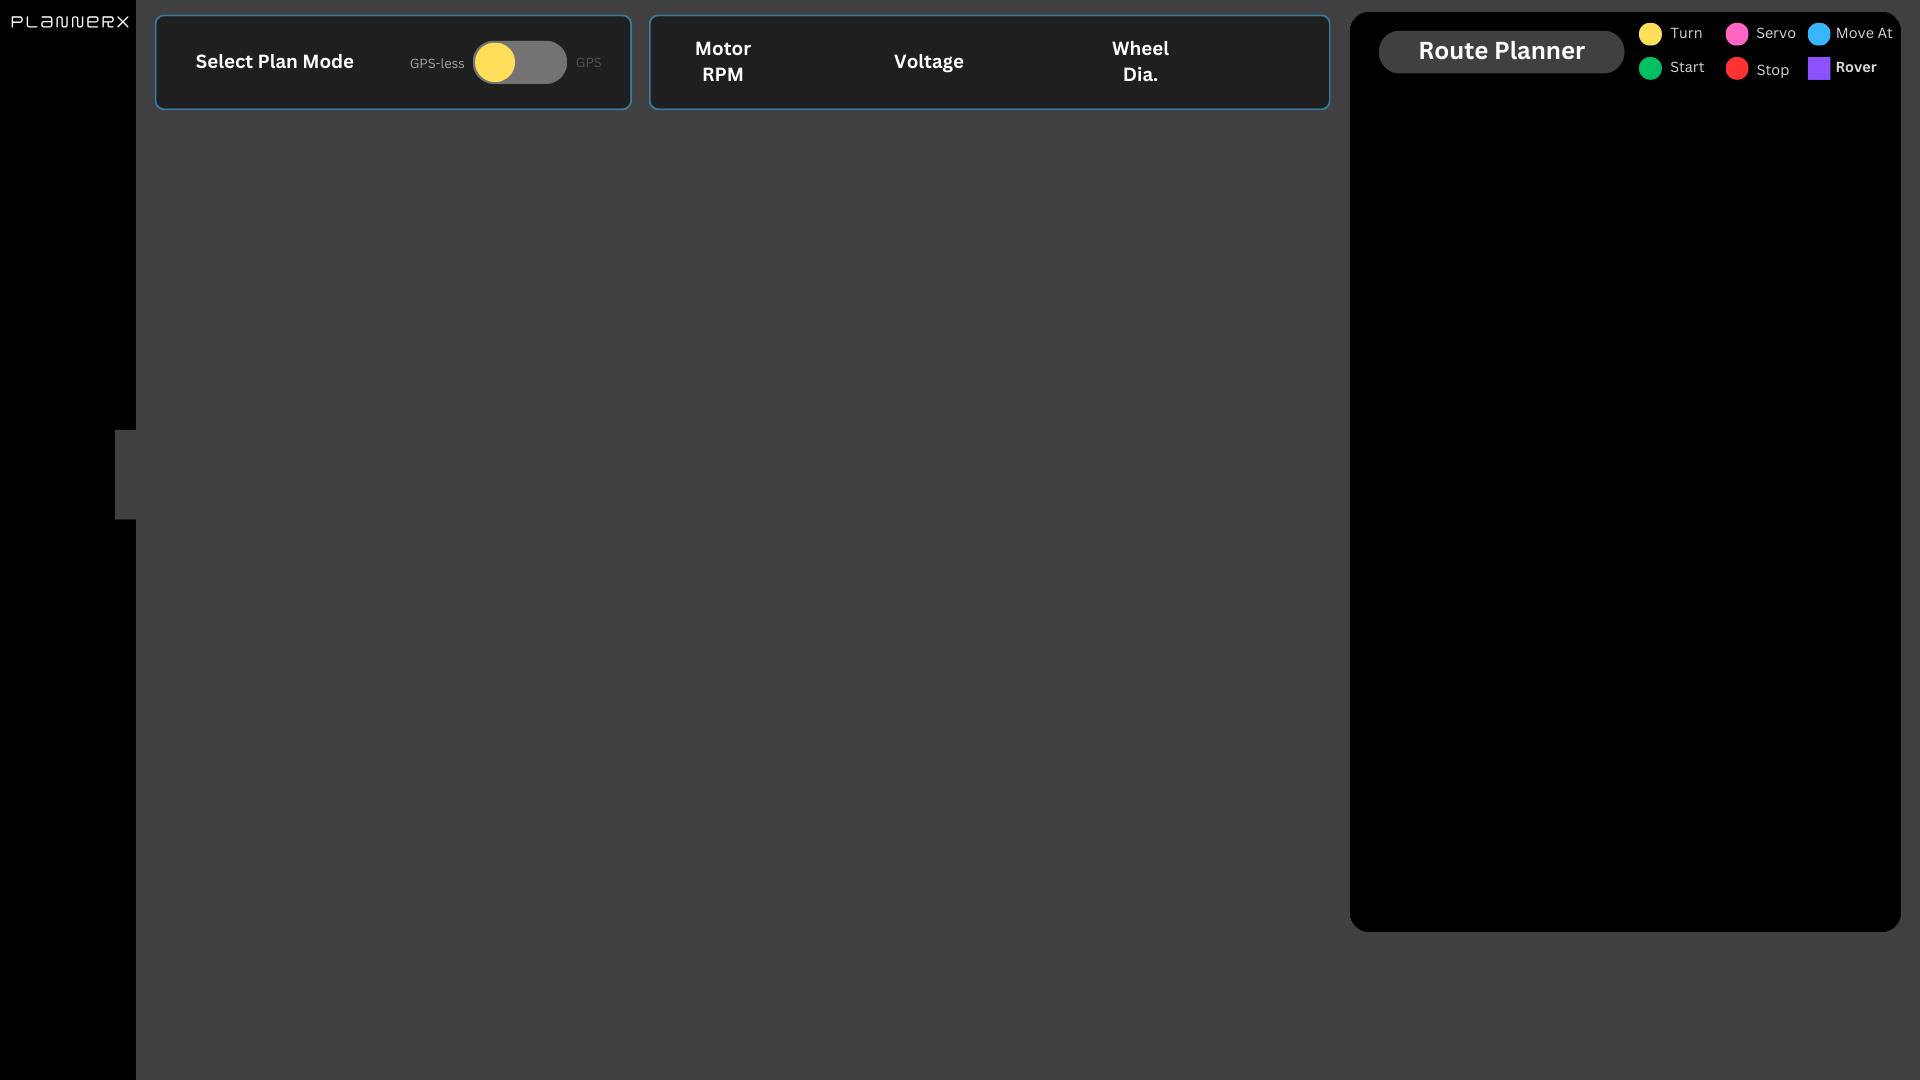 PLANNERX
Select Plan Mode
GPS-less
GPS
Motor
RPM
Voltage
Wheel
Dia.
Route Planner
Turn
Servo
Move At
Start
Stop
Rover